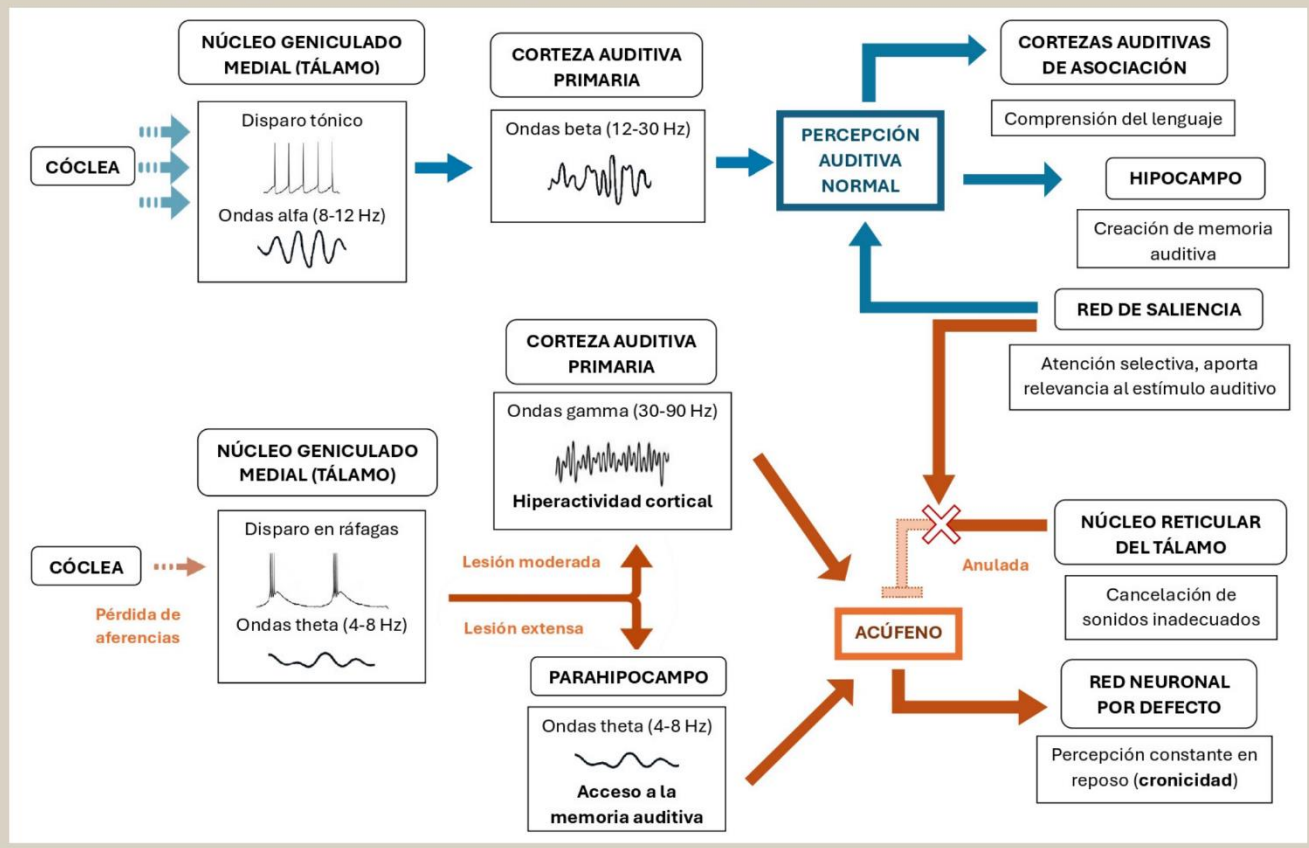 NÚCLEO GENICULADO
MEDIAL (TÁLAMO)
CORTEZA AUDITIVA
PRIMARIA
CORTEZAS AUDITIVAS
DE ASOCIACIÓN
Disparo tónico
Ondas alfa (8-12 Hz)
Ondas beta (12-30 Hz)
CÓCLEA
PERCEPCIÓN
AUDITIVA
NORMAL
Comprensión del lenguaje
HIPOCAMPO
Creación de memoria
auditiva
RED DE SALIENCIA
Atención selectiva, aporta
relevancia al estímulo auditivo
CORTEZA AUDITIVA
PRIMARIA
Ondas gamma (30-90 Hz)
Hiperactividad cortical
NÚCLEO GENICULADO
MEDIAL (TÁLAMO)
Disparo en ráfagas
Ondas theta (4-8 Hz)
CÓCLEA
Pérdida de
aferencias
Lesión moderada
Lesión extensa
NÚCLEO RETICULAR
DEL TÁLAMO
Anulada
Cancelación de
sonidos inadecuados
ACÚFENO
PARAHIPOCAMPO
Ondas theta (4-8 Hz)
Acceso a la
memoria auditiva
RED NEURONAL
POR DEFECTO
Percepción constante en
reposo (cronicidad)